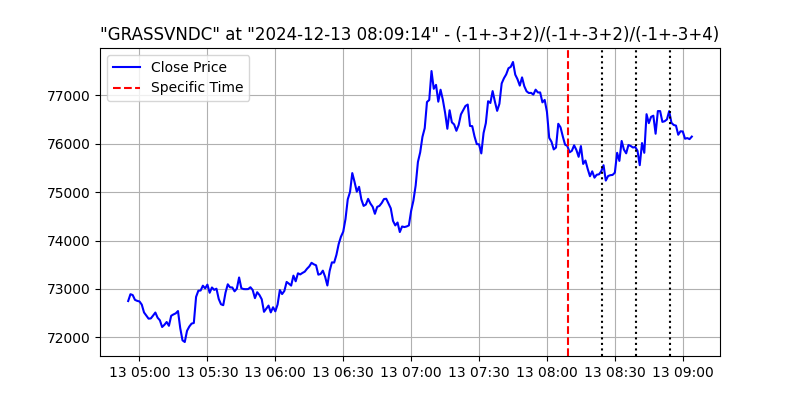 "GRASSVNDC" at "2024-12-13 08:09:14" - (-1+-3+2)/(-1+-3+2)/(-1+-3+4)
Close Price
Specific Time
77000
76000
75000
74000
73000
72000
13 05:00 13 05:30 13 06:00 13 06:30 13 07:00 13 07:30 13 08:00 13 08:30 13 09:00